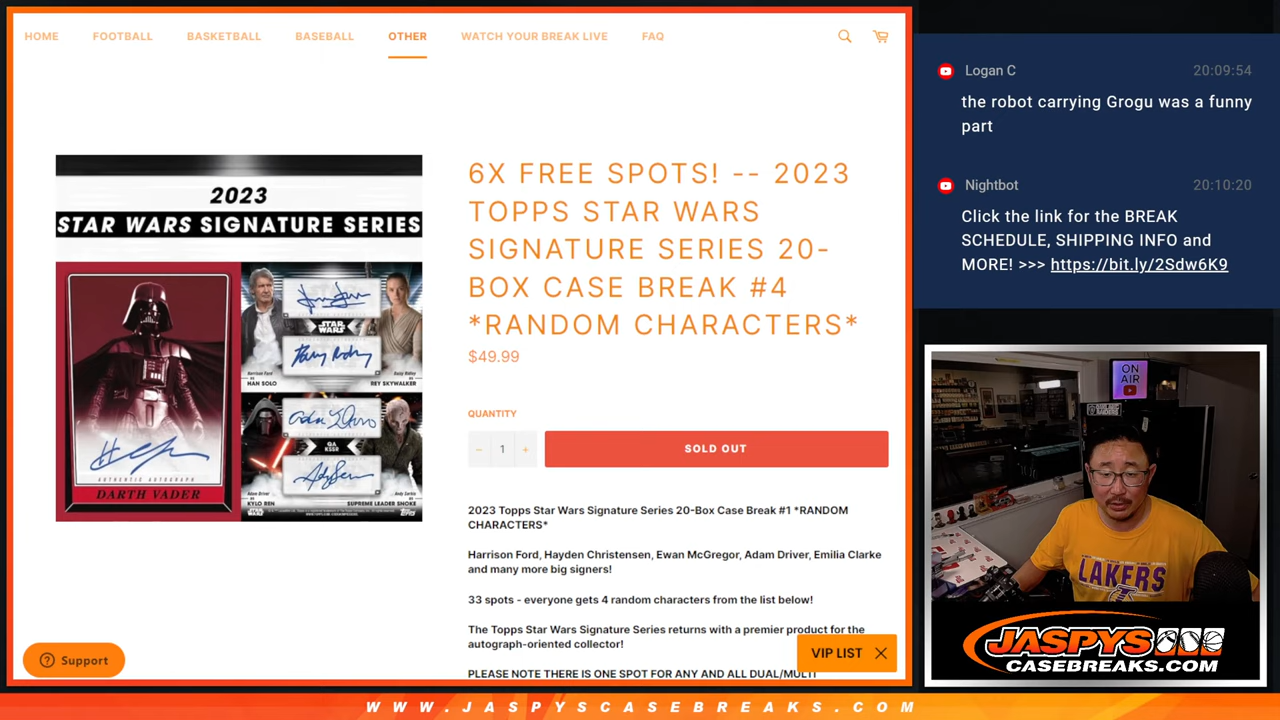 HOME FOOTBALL BASKETBALL BASEBALL OTHER WATCH YOUR BREAK LIVE FAQ
2023
STAR WARS SIGNATURE SERIES
HAN SOLO
REY SKYWALKER
STAR WARS
AUTHENTIC AUTOGRAPH
DARTH VADER
KYLO REN
SUPREME LEADER SNOKE
topps
6X FREE SPOTS! -- 2023
TOPPS STAR WARS
SIGNATURE SERIES 20-
BOX CASE BREAK #4
*RANDOM CHARACTERS*
$49.99
QUANTITY
− 1 +
SOLD OUT
2023 Topps Star Wars Signature Series 20-Box Case Break #1 *RANDOM
CHARACTERS*
Harrison Ford, Hayden Christensen, Ewan McGregor, Adam Driver, Emilia Clarke
and many more big signers!
33 spots - everyone gets 4 random characters from the list below!
The Topps Star Wars Signature Series returns with a premier product for the
autograph-oriented collector!
PLEASE NOTE THERE IS ONE SPOT FOR ANY AND ALL DUAL/MULTI
Support
VIP LIST
Logan C 20:09:54
the robot carrying Grogu was a funny
part
Nightbot 20:10:20
Click the link for the BREAK
SCHEDULE, SHIPPING INFO and
MORE! >>> https://bit.ly/2Sdw6K9
ON
AIR
LAKERS
JASPYS
CASEBREAKS.COM
WWW.JASPYSCASEBREAKS.COM